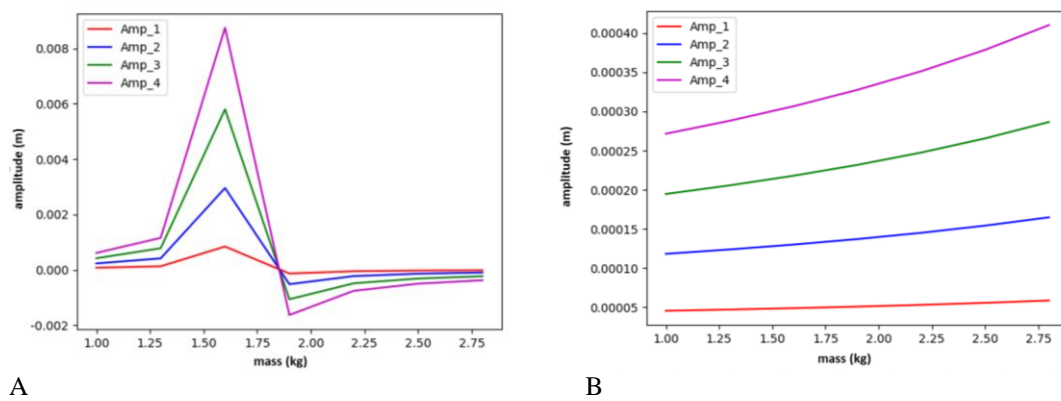 Amp_1
Amp_2
Amp_3
Amp_4
0.008
0.006
0.004
0.002
0.000
-0.002
amplitude (m)
1.00 1.25 1.50 1.75 2.00 2.25 2.50 2.75
mass (kg)
A
Amp_1
Amp_2
Amp_3
Amp_4
0.00040
0.00035
0.00030
0.00025
0.00020
0.00015
0.00010
0.00005
amplitude (m)
1.00 1.25 1.50 1.75 2.00 2.25 2.50 2.75
mass (kg)
B